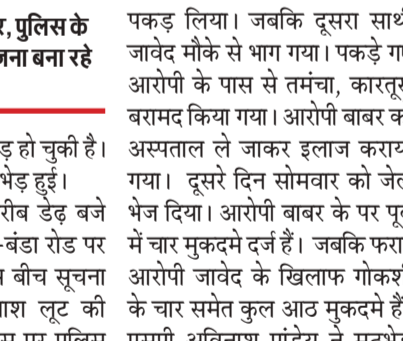 र, पुलिस के
जना बना रहे
ड़ हो चुकी है।
भेड़ हुई।
रीब डेढ़ बजे
-बंडा रोड पर
बीच सूचना
ाश लूट की
पकड़ लिया। जबकि दूसरा साथ
जावेद मौके से भाग गया। पकड़े ग
आरोपी के पास से तमंचा, कारतू
बरामद किया गया। आरोपी बाबर क
अस्पताल ले जाकर इलाज कराय
गया। दूसरे दिन सोमवार को जे
भेज दिया। आरोपी बाबर के पर पू
में चार मुकदमे दर्ज हैं। जबकि फरा
आरोपी जावेद के खिलाफ गोकश
के चार समेत कुल आठ मुकदमे हैं